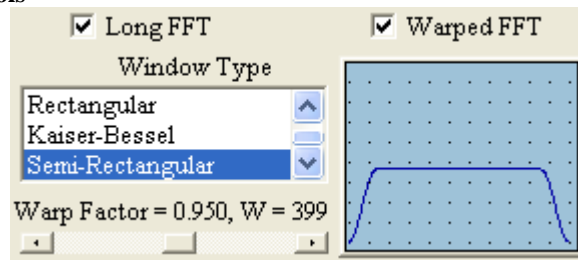 Long FFT
Warped FFT
Window Type
Rectangular
Kaiser-Bessel
Semi-Rectangular
Warp Factor = 0.950, W = 399